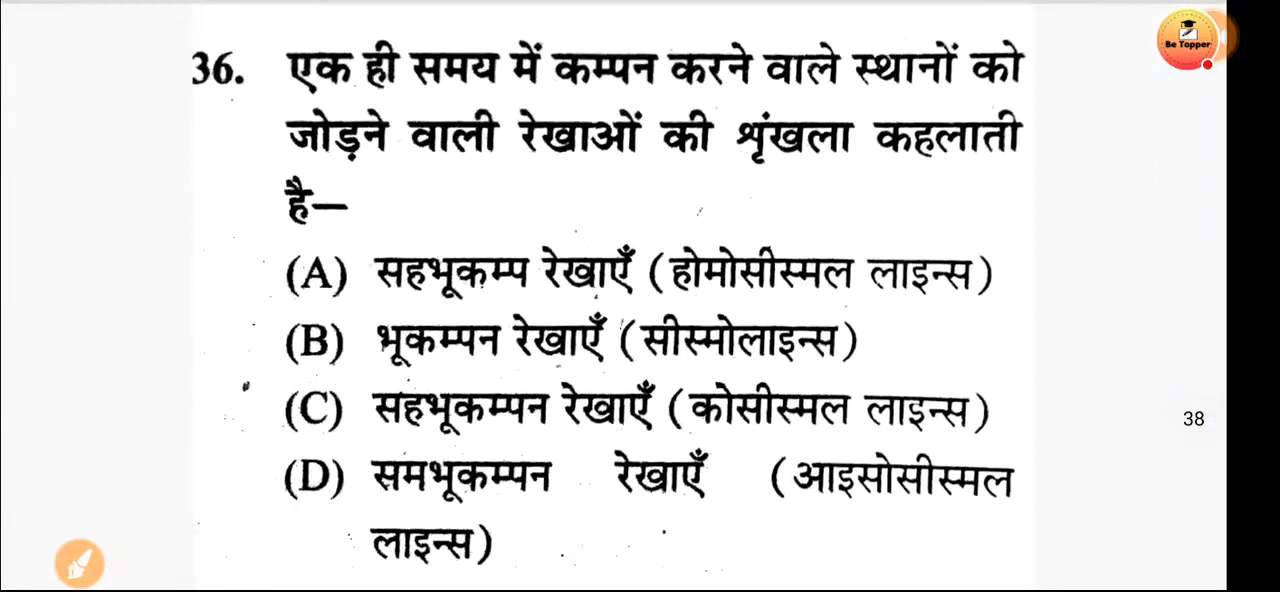 Be Topper
36. एक ही समय में कम्पन करने वाले स्थानों को
जोड़ने वाली रेखाओं की शृंखला कहलाती
है—
(A) सहभूकम्प रेखाएँ (होमोसीस्मल लाइन्स)
(B) भूकम्पन रेखाएँ (सीस्मोलाइन्स)
(C) सहभूकम्पन रेखाएँ (कोसीस्मल लाइन्स)
38
(D) समभूकम्पन रेखाएँ (आइसोसीस्मल
लाइन्स)